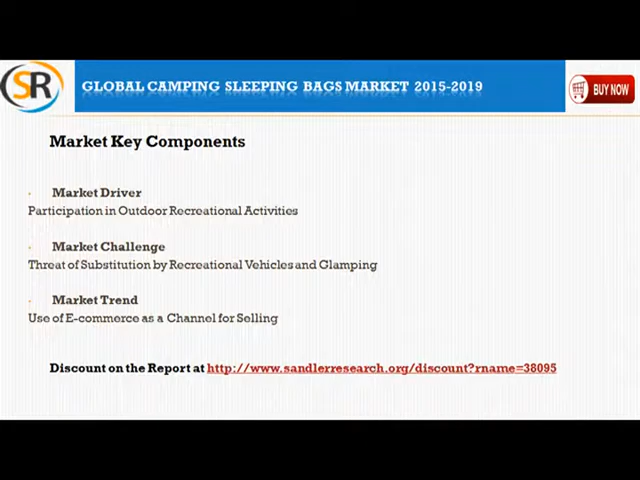 SR
GLOBAL CAMPING SLEEPING BAGS MARKET 2015-2019
BUY NOW
Market Key Components
• Market Driver
Participation in Outdoor Recreational Activities
• Market Challenge
Threat of Substitution by Recreational Vehicles and Glamping
• Market Trend
Use of E-commerce as a Channel for Selling
Discount on the Report at http://www.sandlerresearch.org/discount?rname=38095